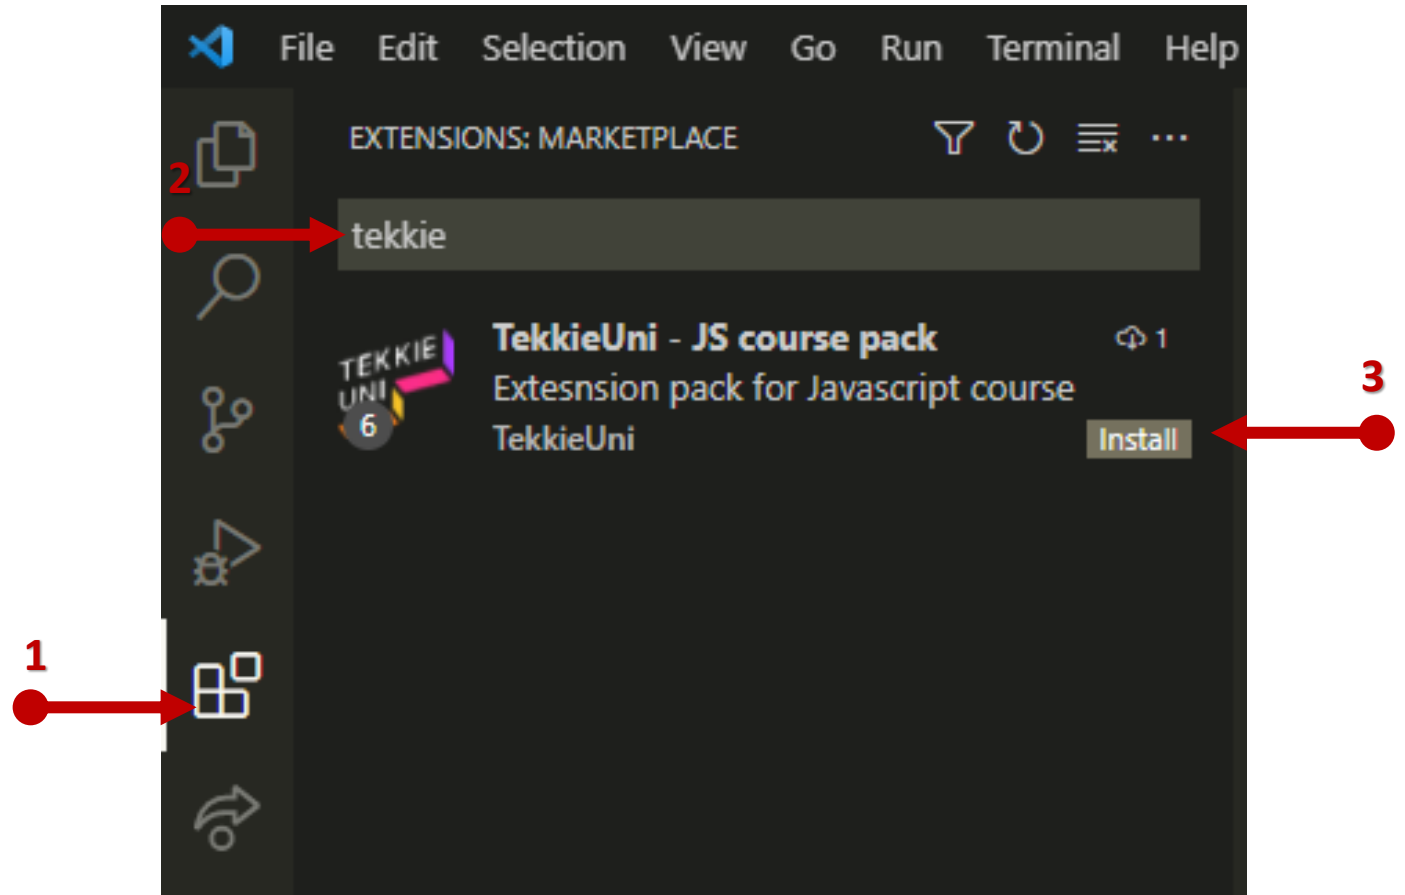 File Edit Selection View Go Run Terminal Help
EXTENSIONS: MARKETPLACE
2
tekkie
TEKKIE
UNI
6
TekkieUni - JS course pack
1
Extesnsion pack for Javascript course
TekkieUni
Install
3
1